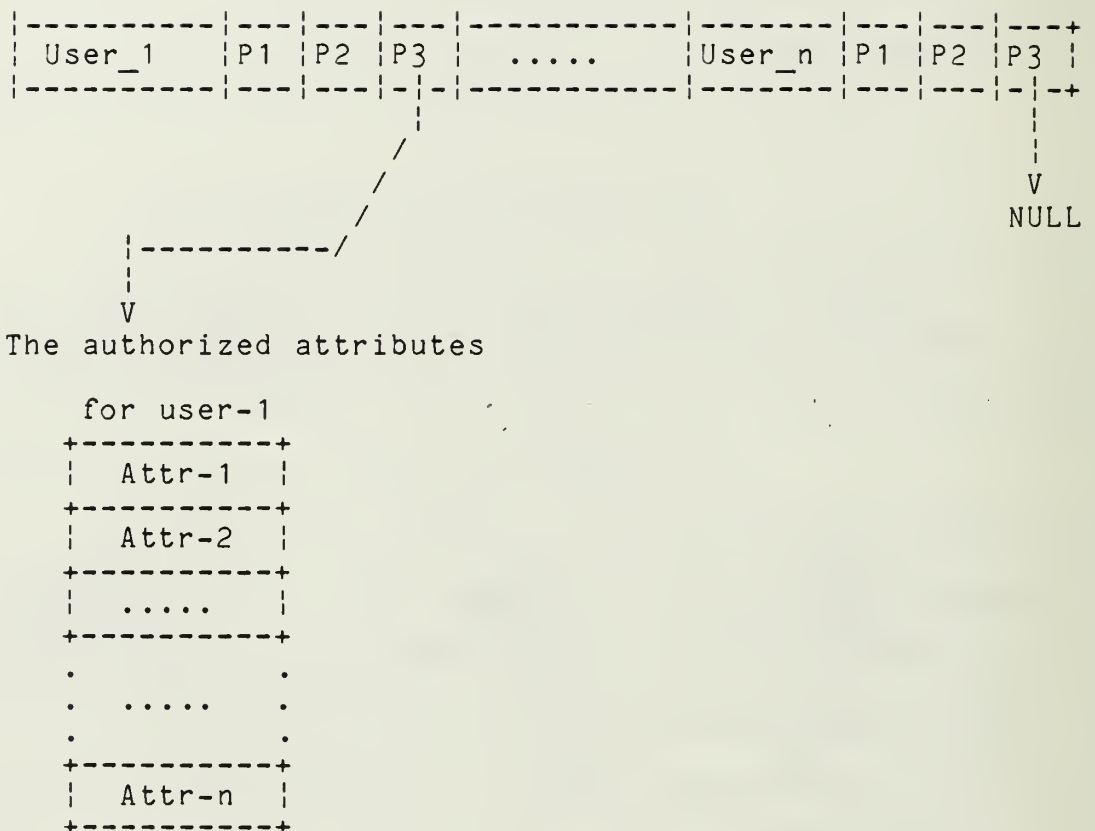 User_1 P1 P2 P3 ..... User_n P1 P2 P3
V
NULL
V
The authorized attributes
for user-1
Attr-1
Attr-2
.....
.....
Attr-n